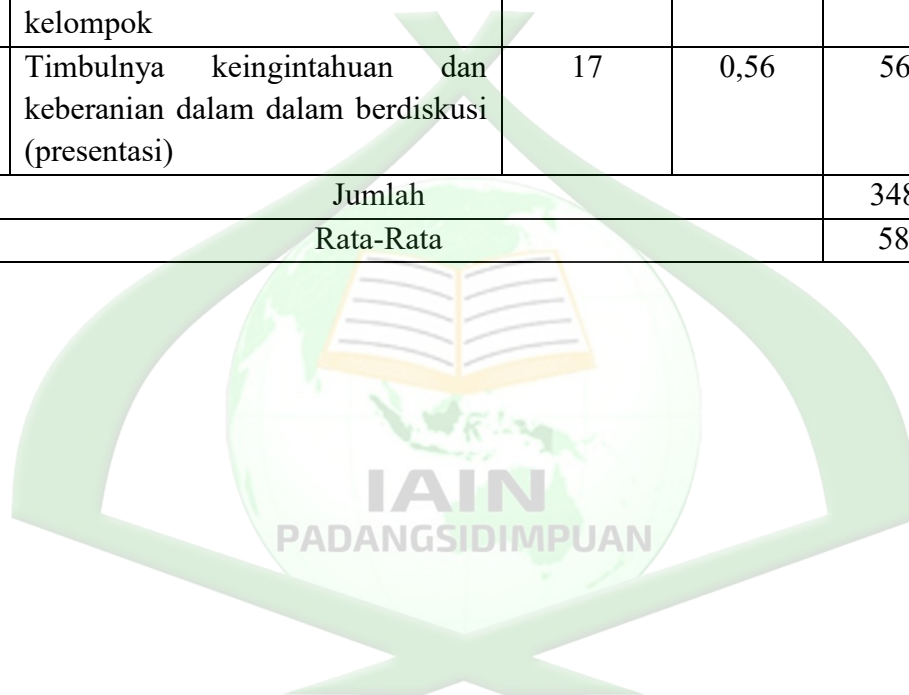 kelompok
Timbulnya keingintahuan dan 17 0,56 56
keberanian dalam dalam berdiskusi
(presentasi)
Jumlah 348
Rata-Rata 58
IAIN
PADANGSIDIMPUAN